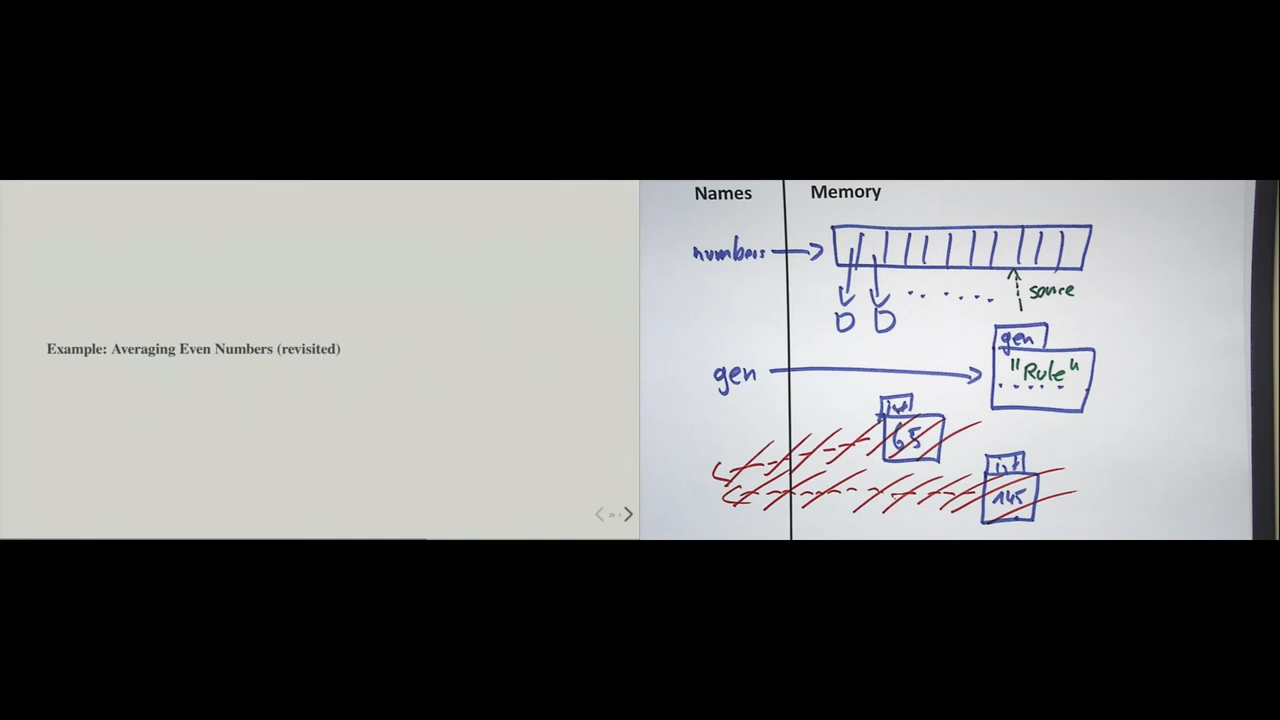 Example: Averaging Even Numbers (revisited)
Names Memory
numbers
source
gen
gen
"Rule"
int
65
int
145